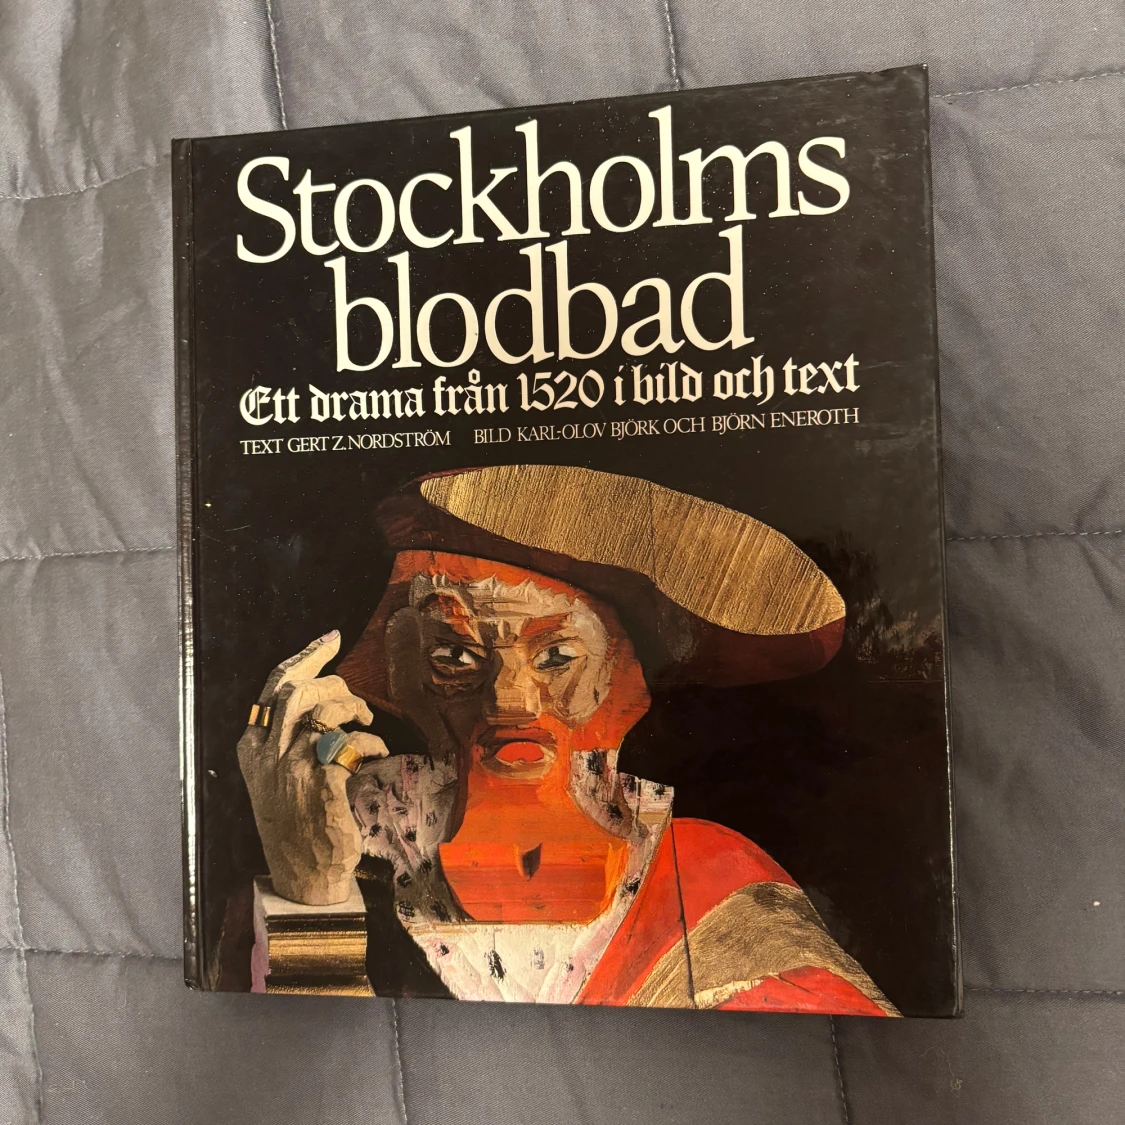 Stockholms
blodbad
Ett drama från 1520 i bild och text
TEXT GERT Z. NORDSTRÖM BILD KARL-OLOV BJÖRK OCH BJÖRN ENEROTH